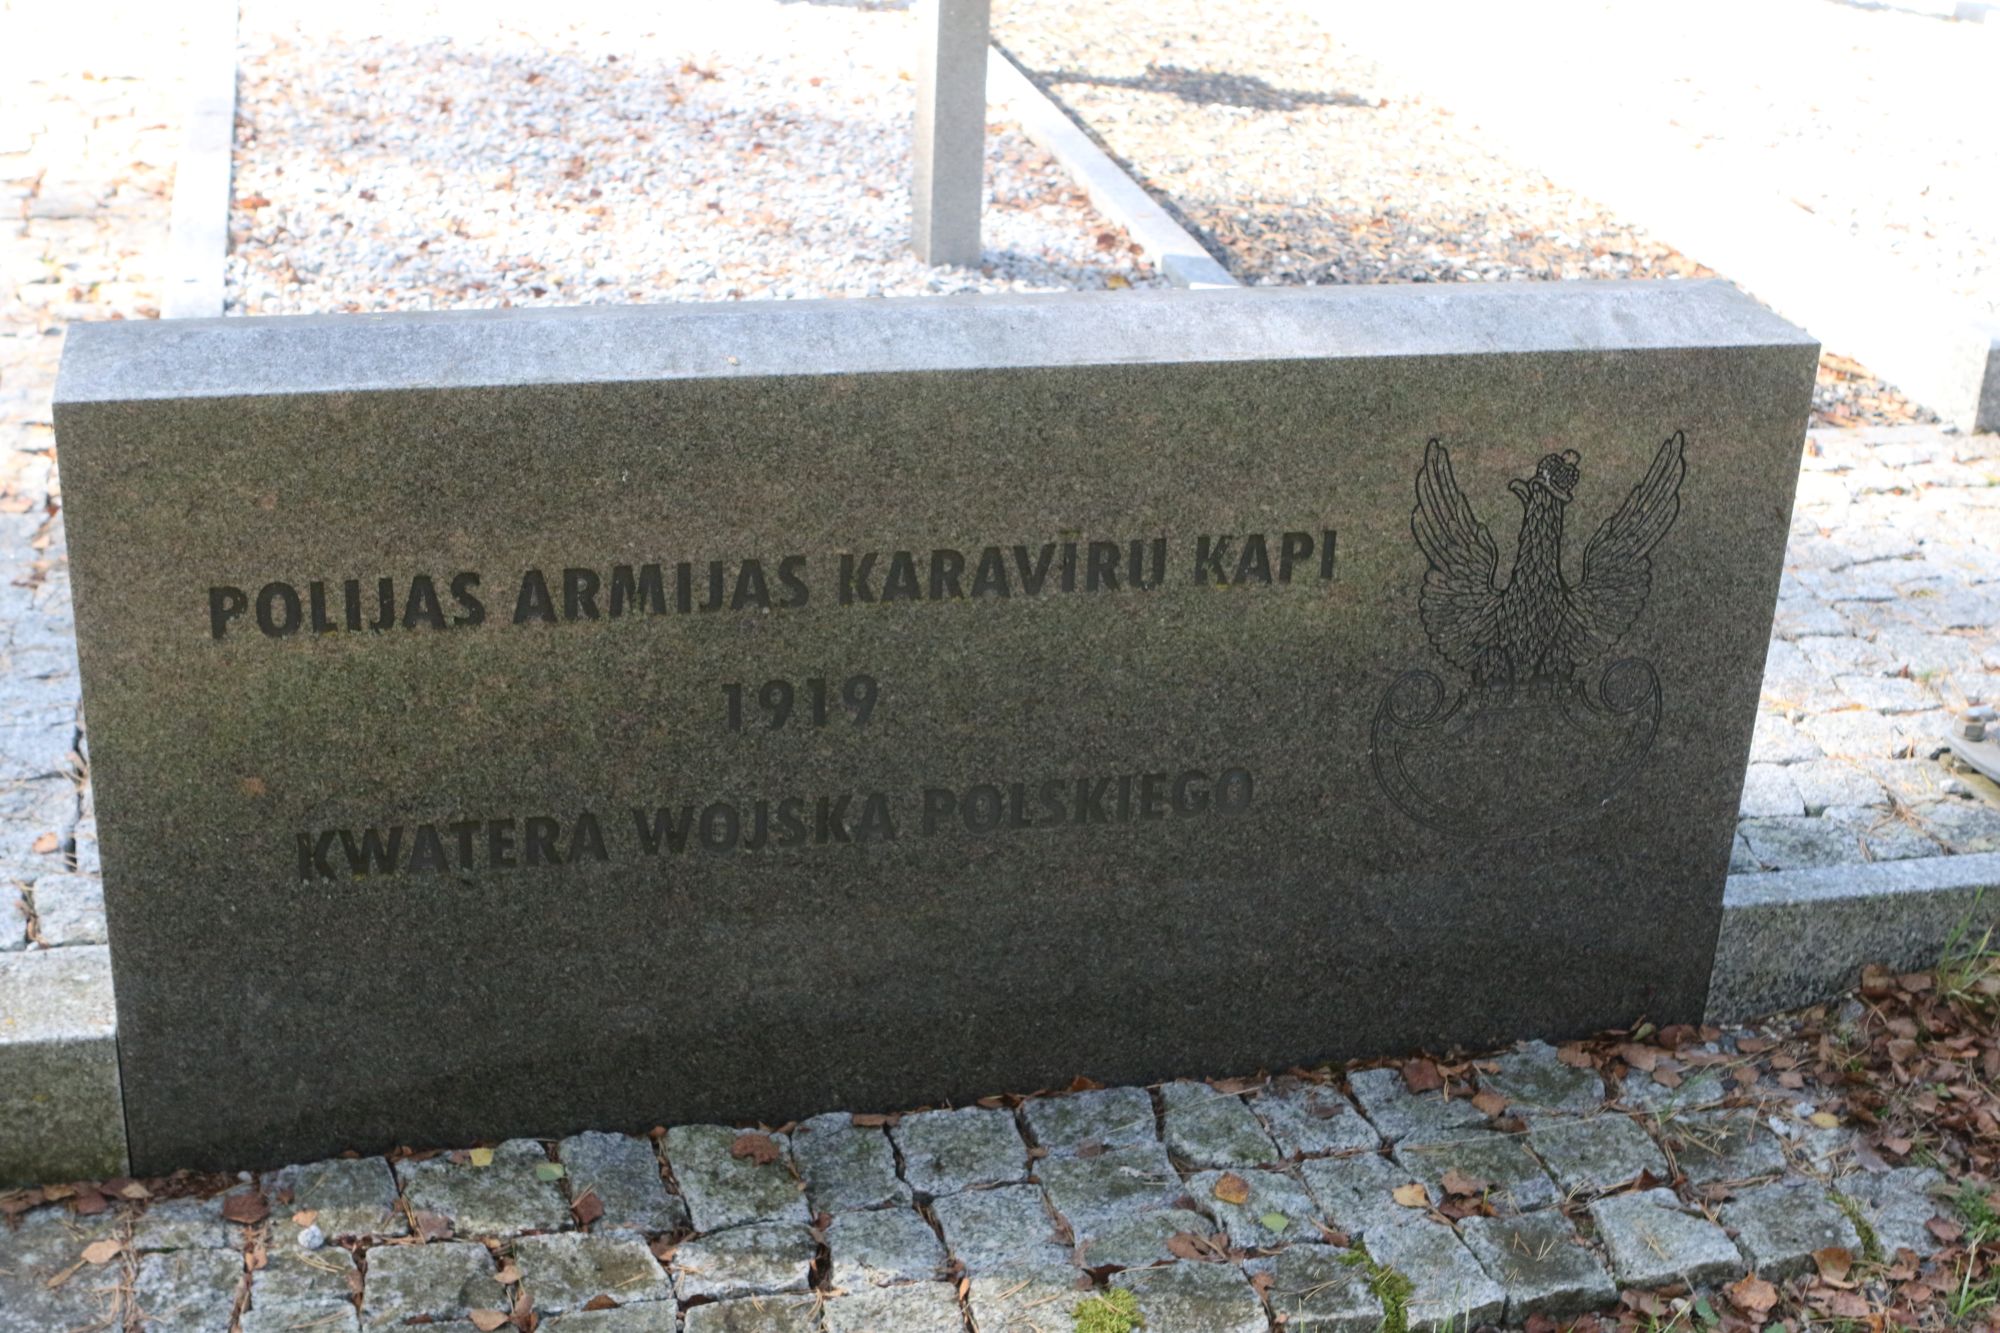 POLIJAS ARMIJAS KARAVĪRU KAPI
1919
KWATERA WOJSKA POLSKIEGO